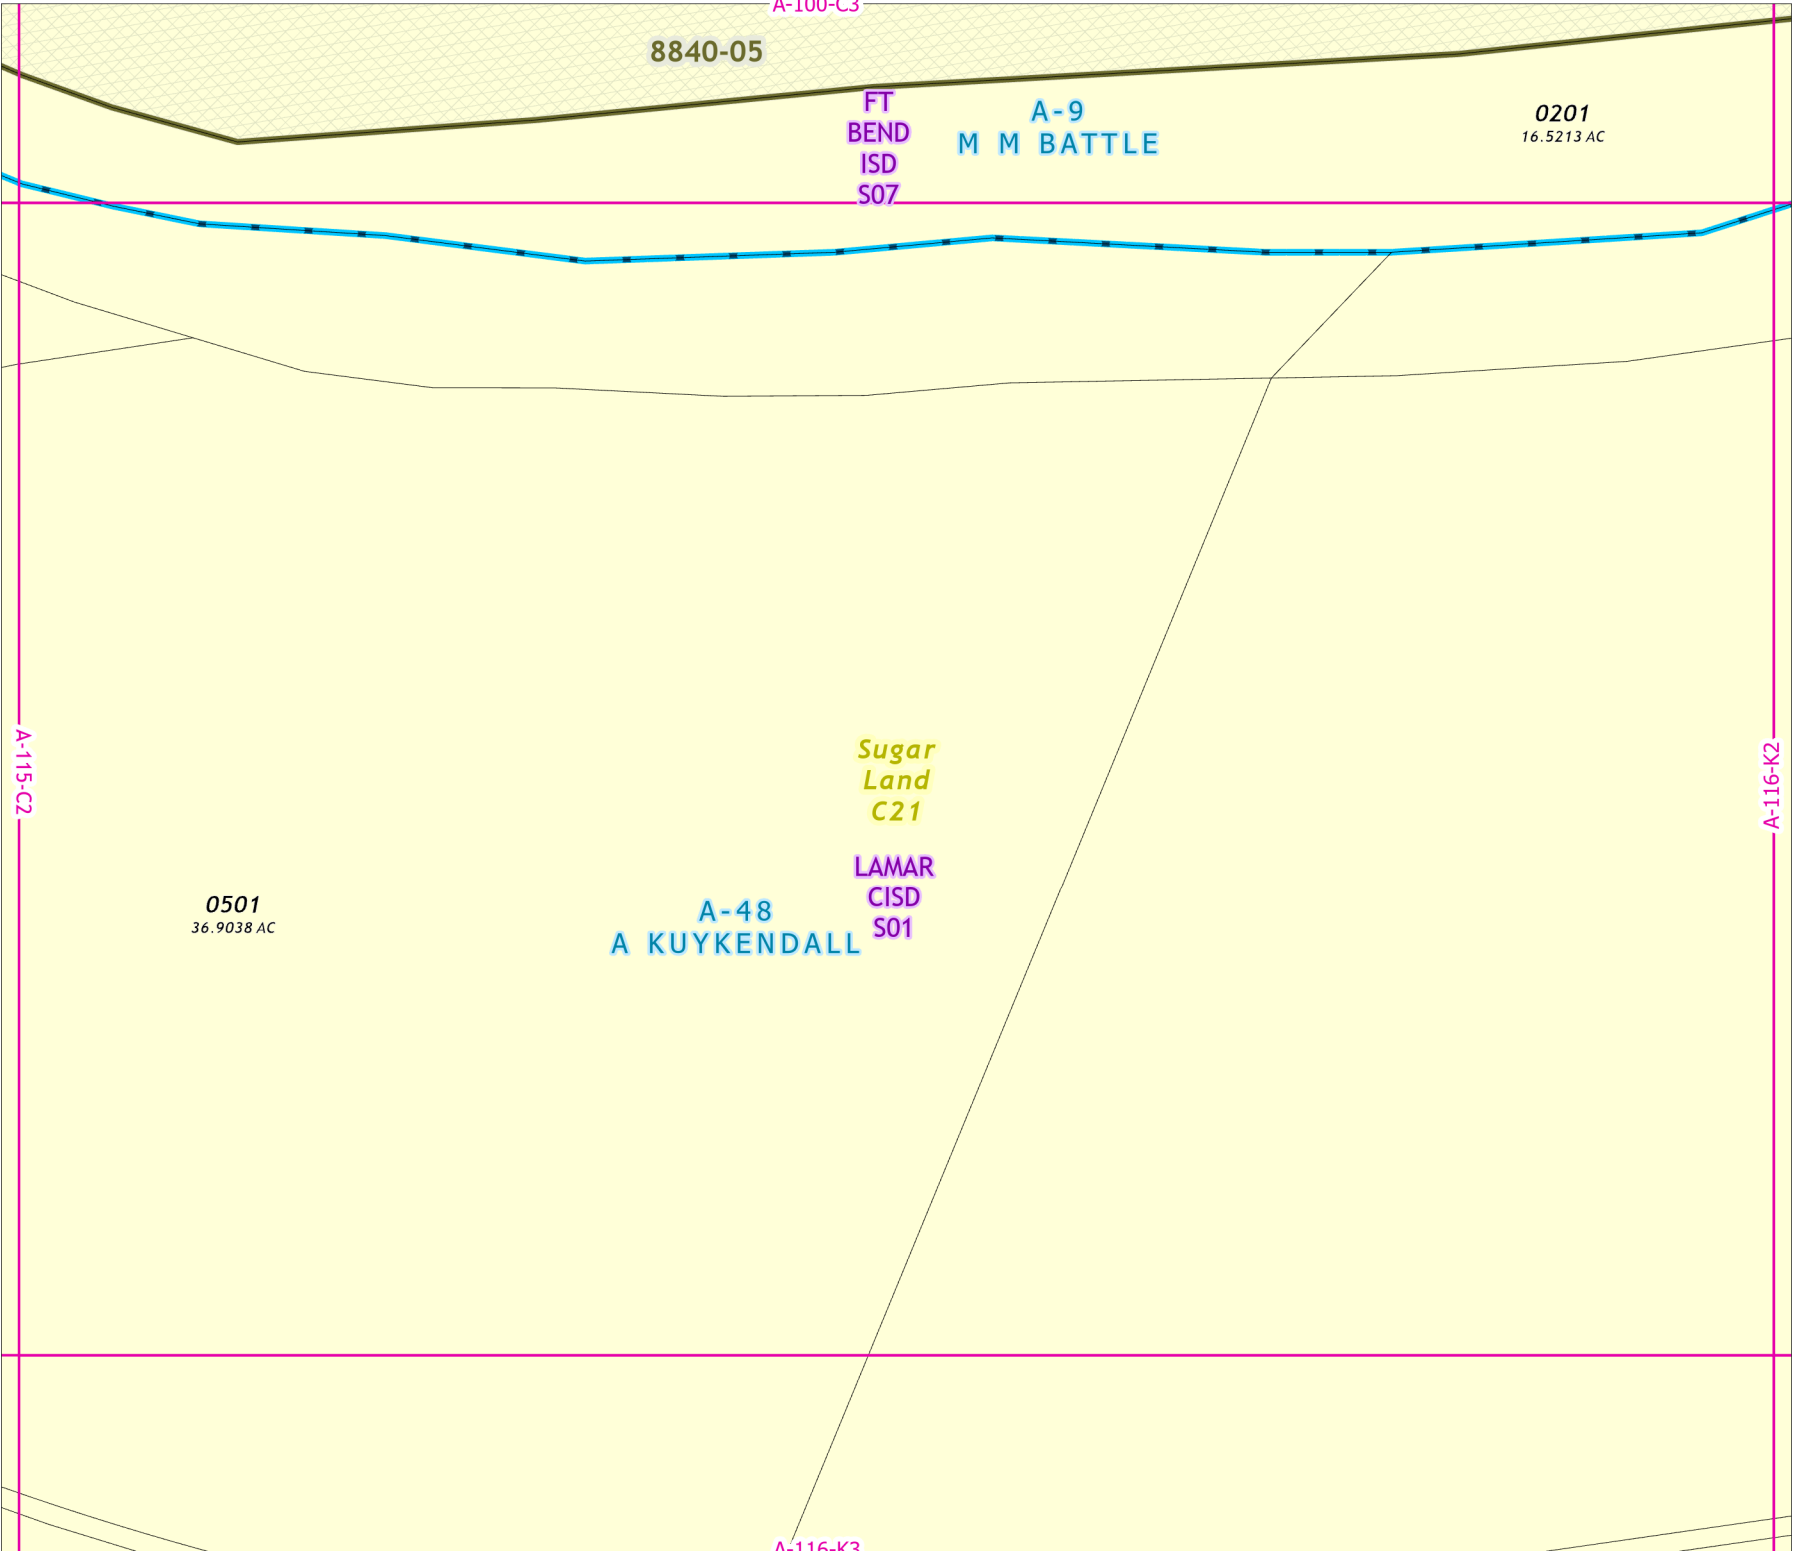 A-100-C3
8840-05
FT
BEND
ISD
S07
A-9
M M BATTLE
0201
16.5213 AC
A-115-C2
A-116-K2
Sugar
Land
C21
LAMAR
CISD
S01
A-48
A KUYKENDALL
0501
36.9038 AC
A-116-K3